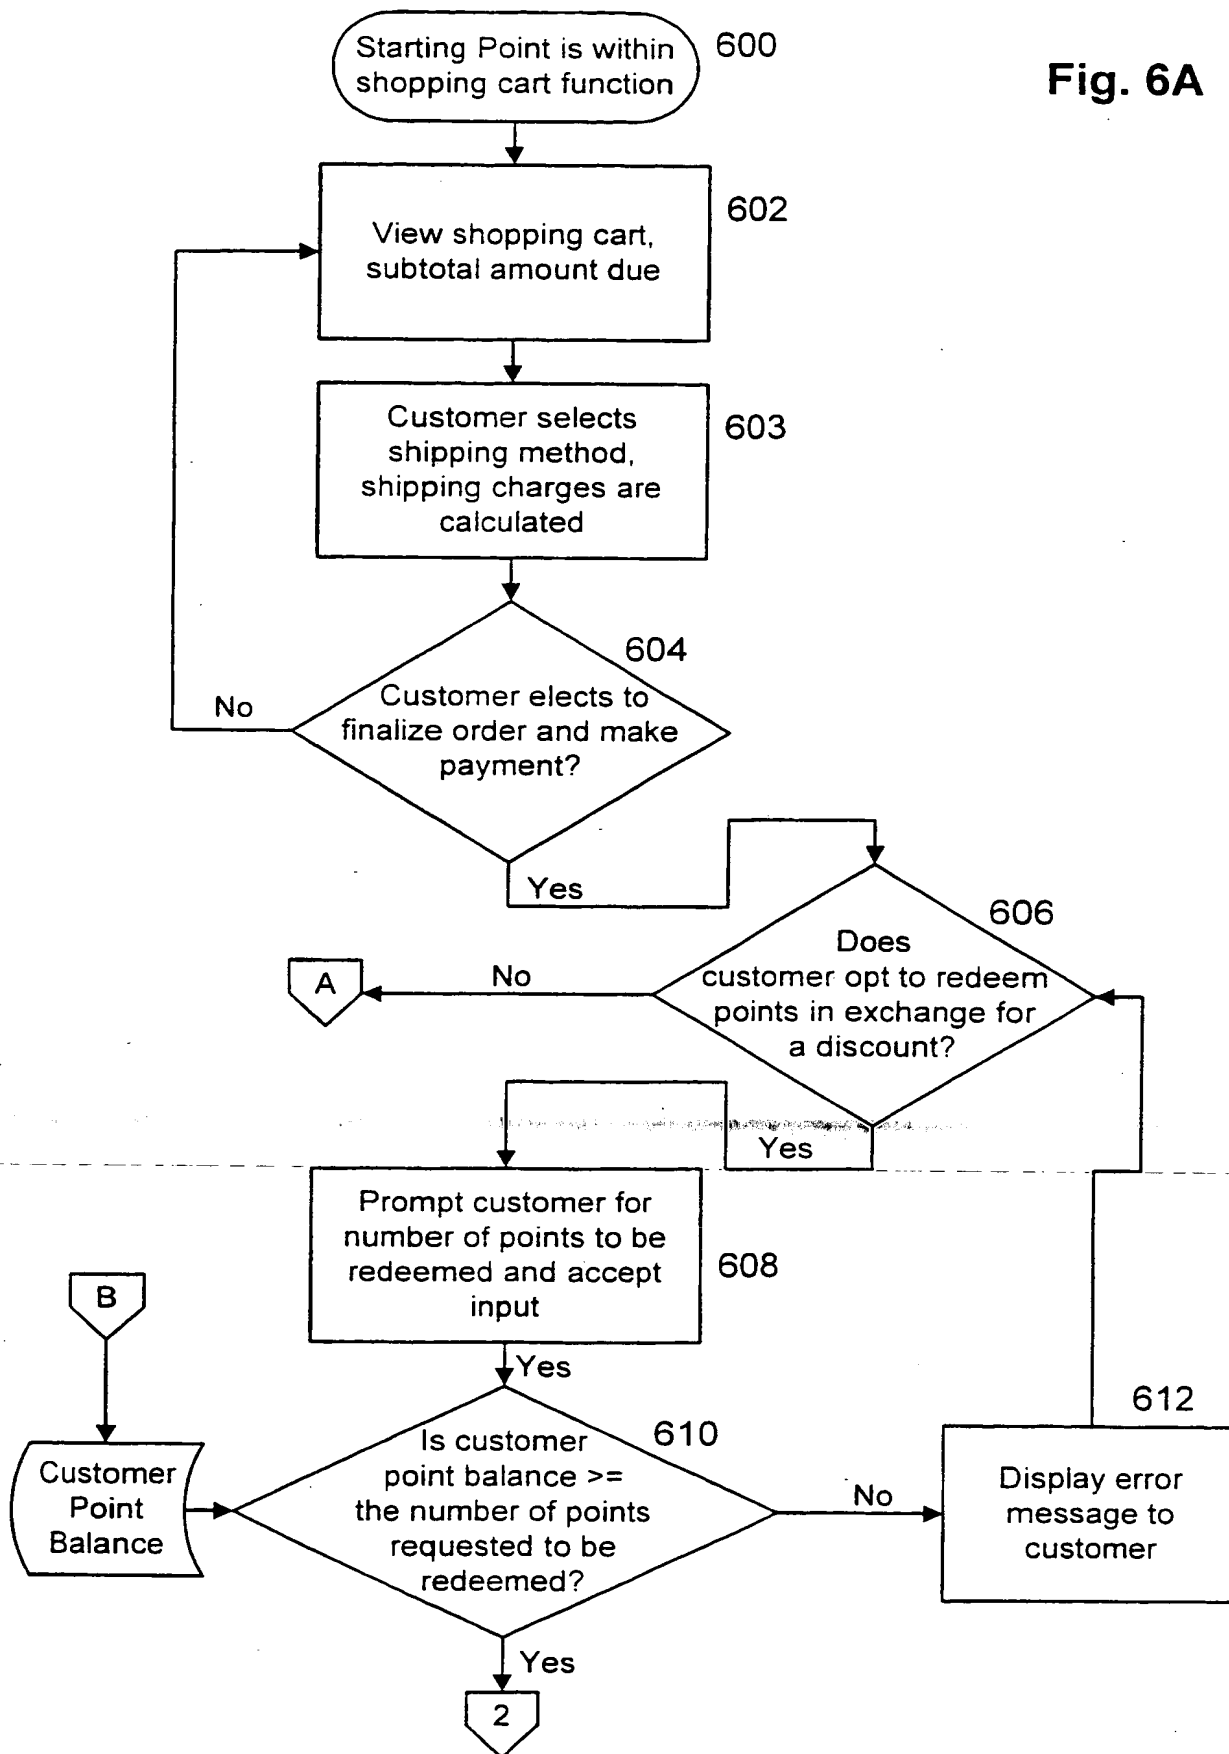 Starting Point is within
shopping cart function
600
Fig. 6A
View shopping cart,
subtotal amount due
602
Customer selects
shipping method,
shipping charges are
calculated
603
604
Customer elects to
finalize order and make
payment?
No
Yes
606
Does
customer opt to redeem
points in exchange for
a discount?
No
A
Yes
Prompt customer for
number of points to be
redeemed and accept
input
608
B
Yes
Customer
Point
Balance
610
Is customer
point balance >=
the number of points
requested to be
redeemed?
No
612
Display error
message to
customer
Yes
2